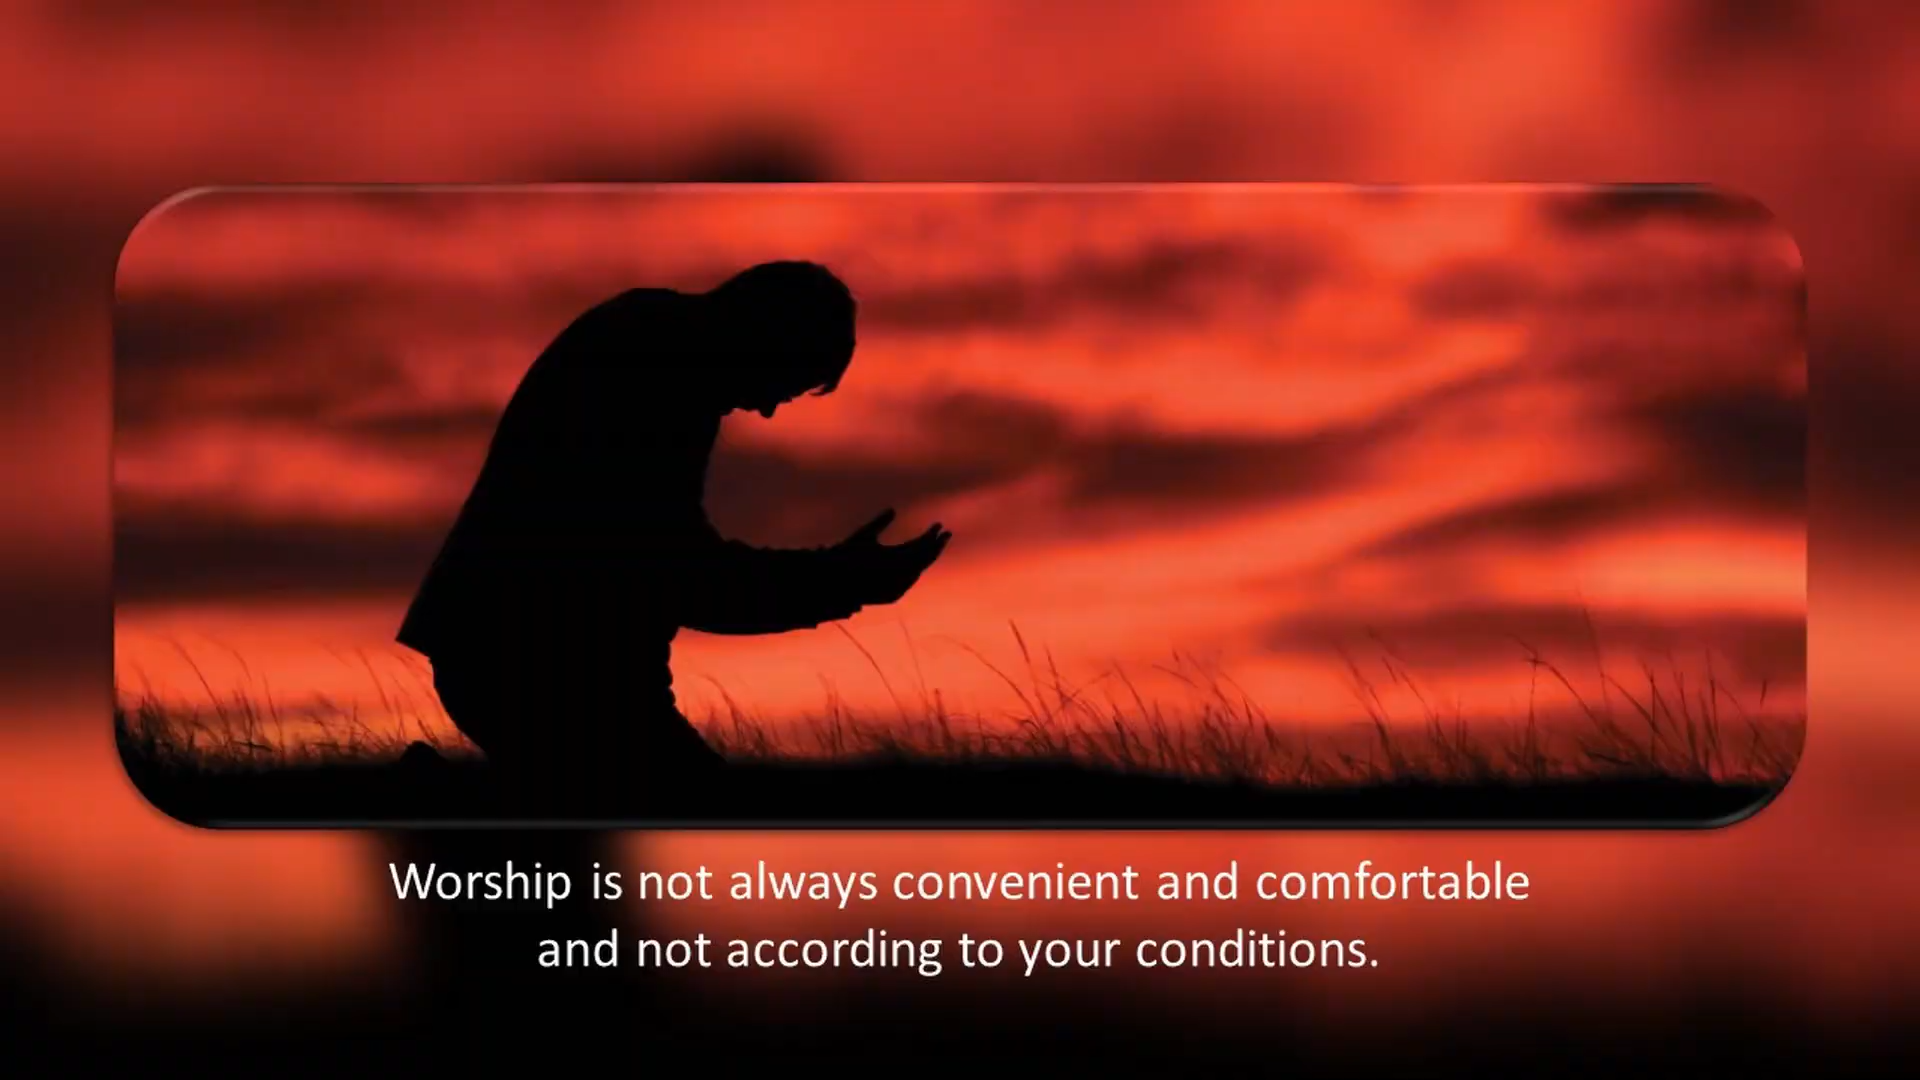 Worship is not always convenient and comfortable
and not according to your conditions.